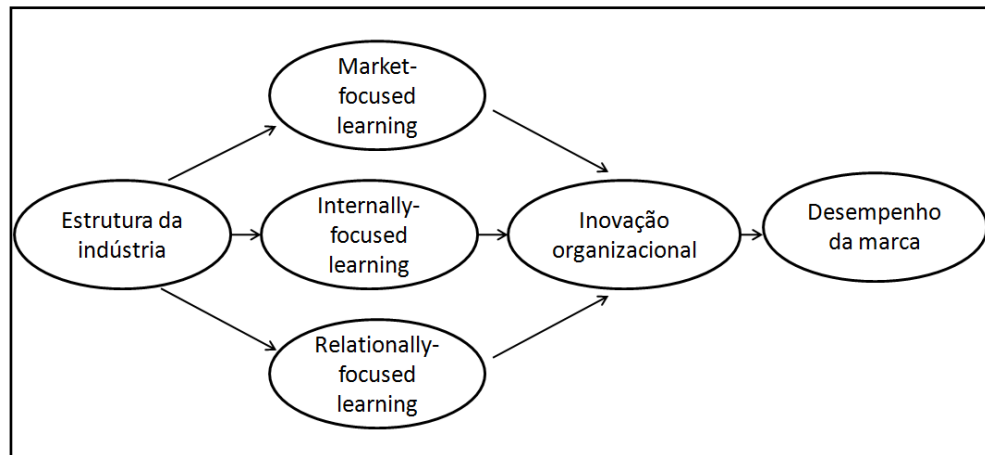 Market-
focused
learning
Estrutura da
indústria
Internally-
focused
learning
Inovação
organizacional
Desempenho
da marca
Relationally-
focused
learning